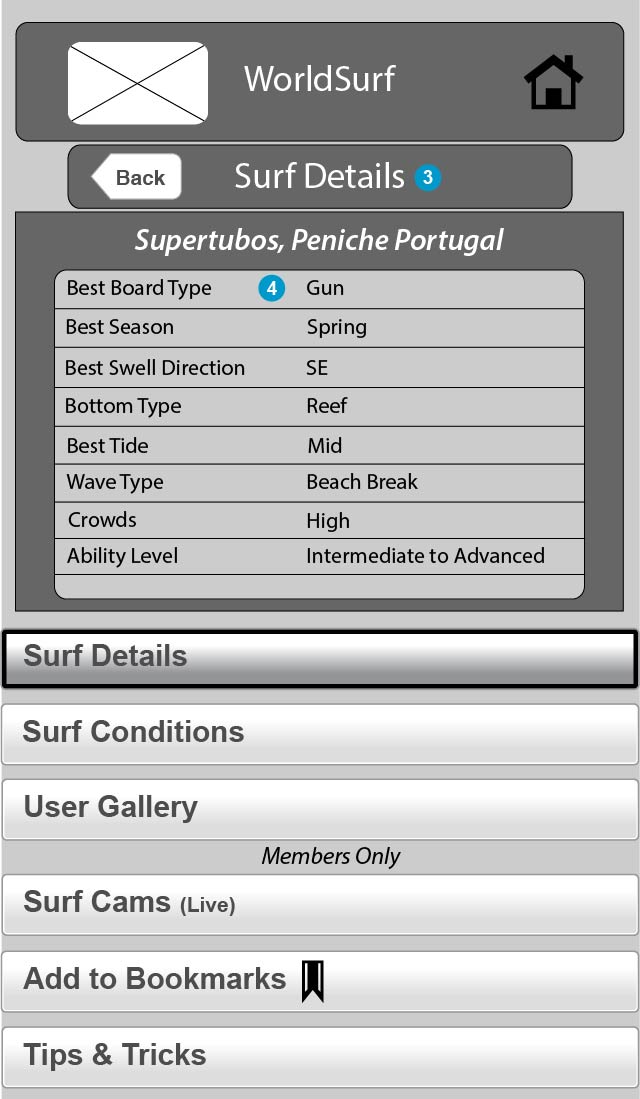 WorldSurf
Back
Surf Details 3
Supertubos, Peniche Portugal
Best Board Type 4 Gun
Best Season Spring
Best Swell Direction SE
Bottom Type Reef
Best Tide Mid
Wave Type Beach Break
Crowds High
Ability Level Intermediate to Advanced
Surf Details
Surf Conditions
User Gallery
Members Only
Surf Cams (Live)
Add to Bookmarks
Tips & Tricks